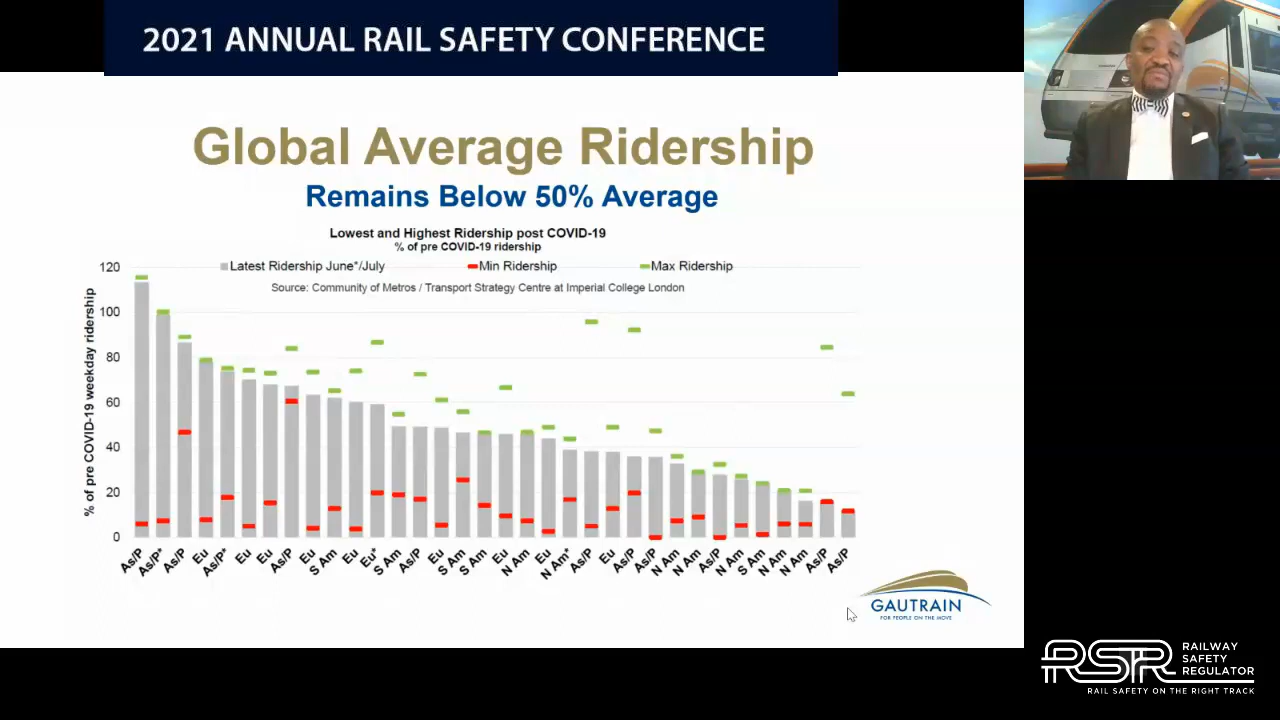 2021 ANNUAL RAIL SAFETY CONFERENCE
Global Average Ridership
Remains Below 50% Average
Lowest and Highest Ridership post COVID-19
% of pre COVID-19 ridership
Latest Ridership June*/July
Min Ridership
Max Ridership
Source: Community of Metros / Transport Strategy Centre at Imperial College London
% of pre COVID-19 weekday ridership
120
100
80
60
40
20
0
As/P
As/P*
As/P
Eu
As/P*
Eu
Eu
As/P
Eu
S Am
Eu
Eu*
S Am
As/P
Eu
S Am
S Am
Eu
N Am
Eu
N Am*
As/P
Eu
As/P
As/P
N Am
N Am
As/P
N Am
S Am
N Am
N Am
As/P
As/P
GAUTRAIN
FOR PEOPLE ON THE MOVE
RSR
RAILWAY
SAFETY
REGULATOR
RAIL SAFETY ON THE RIGHT TRACK